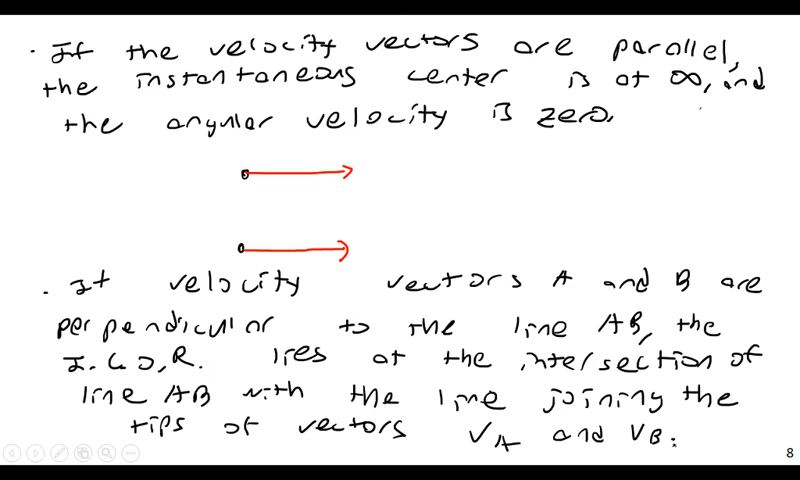 . If the velocity vectors are parallel,
the instantaneous center is at ∞, and
the angular velocity is zero.
. If velocity vectors A and B are
perpendicular to the line AB, the
I.C.O.R. lies at the intersection of
line AB with the line joining the
tips of vectors VA and VB.
8